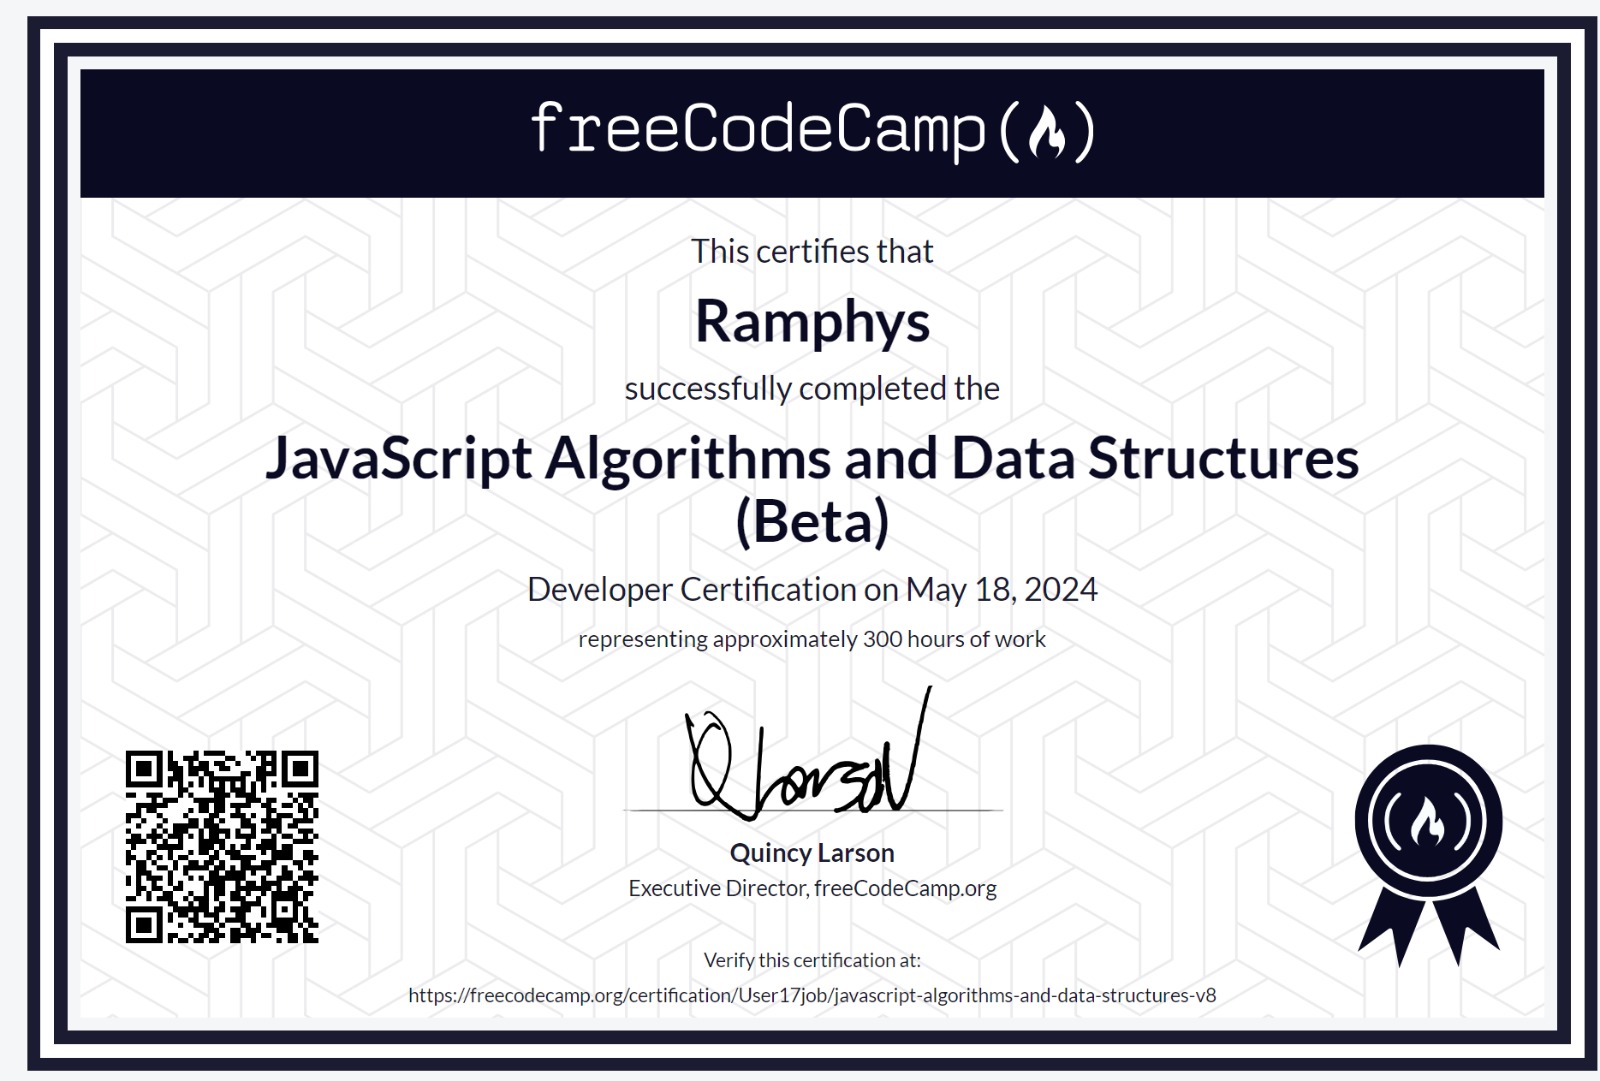 freeCodeCamp
This certifies that
Ramphys
successfully completed the
JavaScript Algorithms and Data Structures
(Beta)
Developer Certification on May 18, 2024
representing approximately 300 hours of work
Quincy Larson
Executive Director, freeCodeCamp.org
Verify this certification at:
https://freecodecamp.org/certification/User17job/javascript-algorithms-and-data-structures-v8